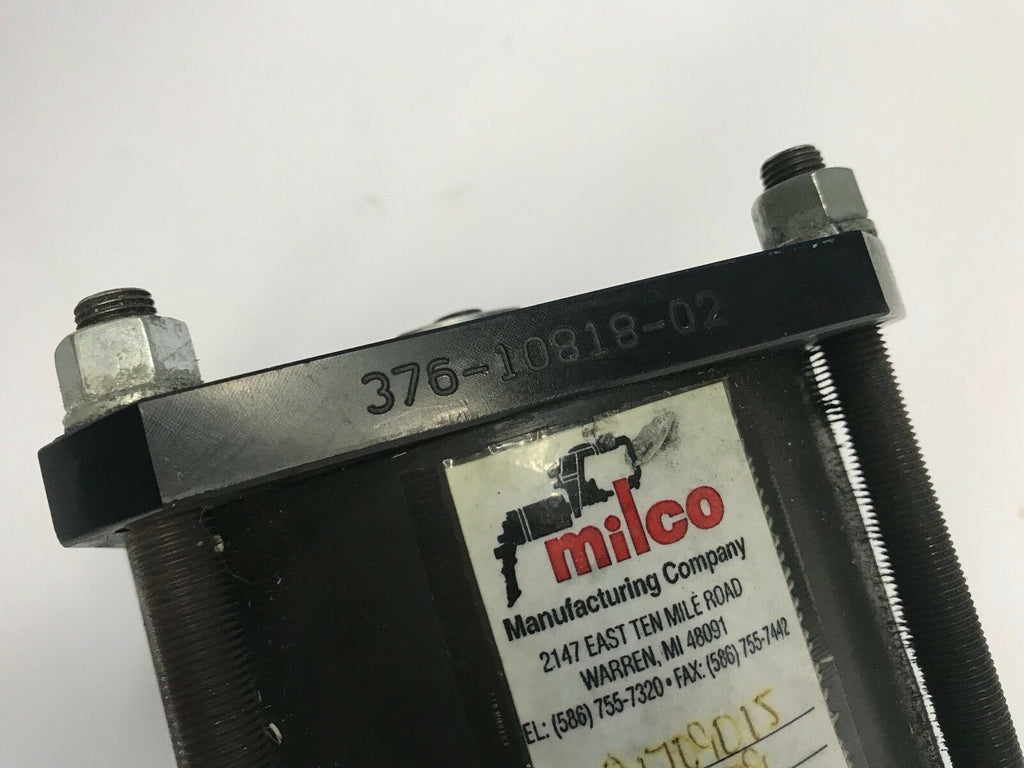 376-10818-02
milco
Manufacturing Company
2147 EAST TEN MILE ROAD
WARREN, MI 48091
EL: (586) 755-7320 • FAX: (586) 755-7442